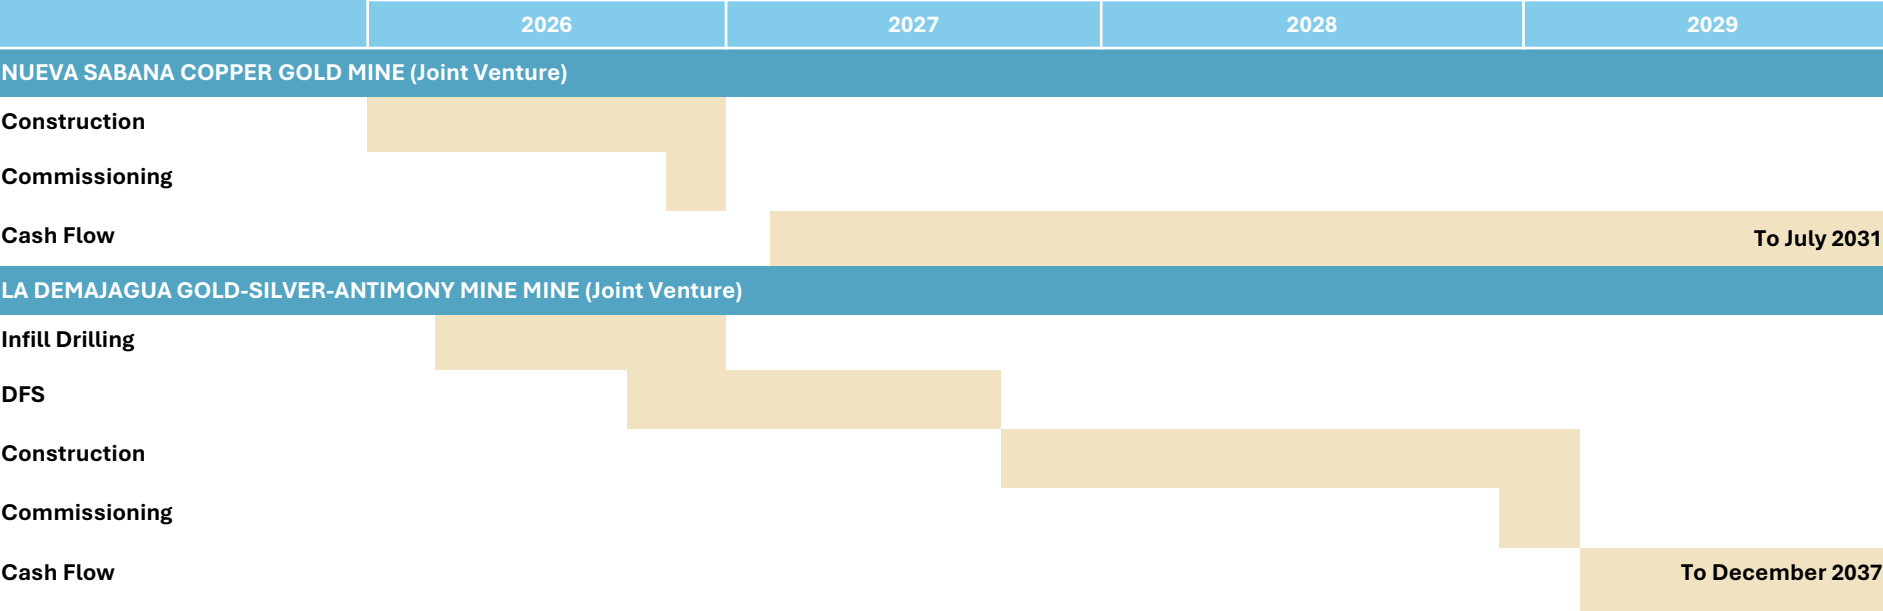 2026 2027 2028 2029
NUEVA SABANA COPPER GOLD MINE (Joint Venture)
Construction
Commissioning
Cash Flow To July 2031
LA DEMAJAGUA GOLD-SILVER-ANTIMONY MINE MINE (Joint Venture)
Infill Drilling
DFS
Construction
Commissioning
Cash Flow To December 2037